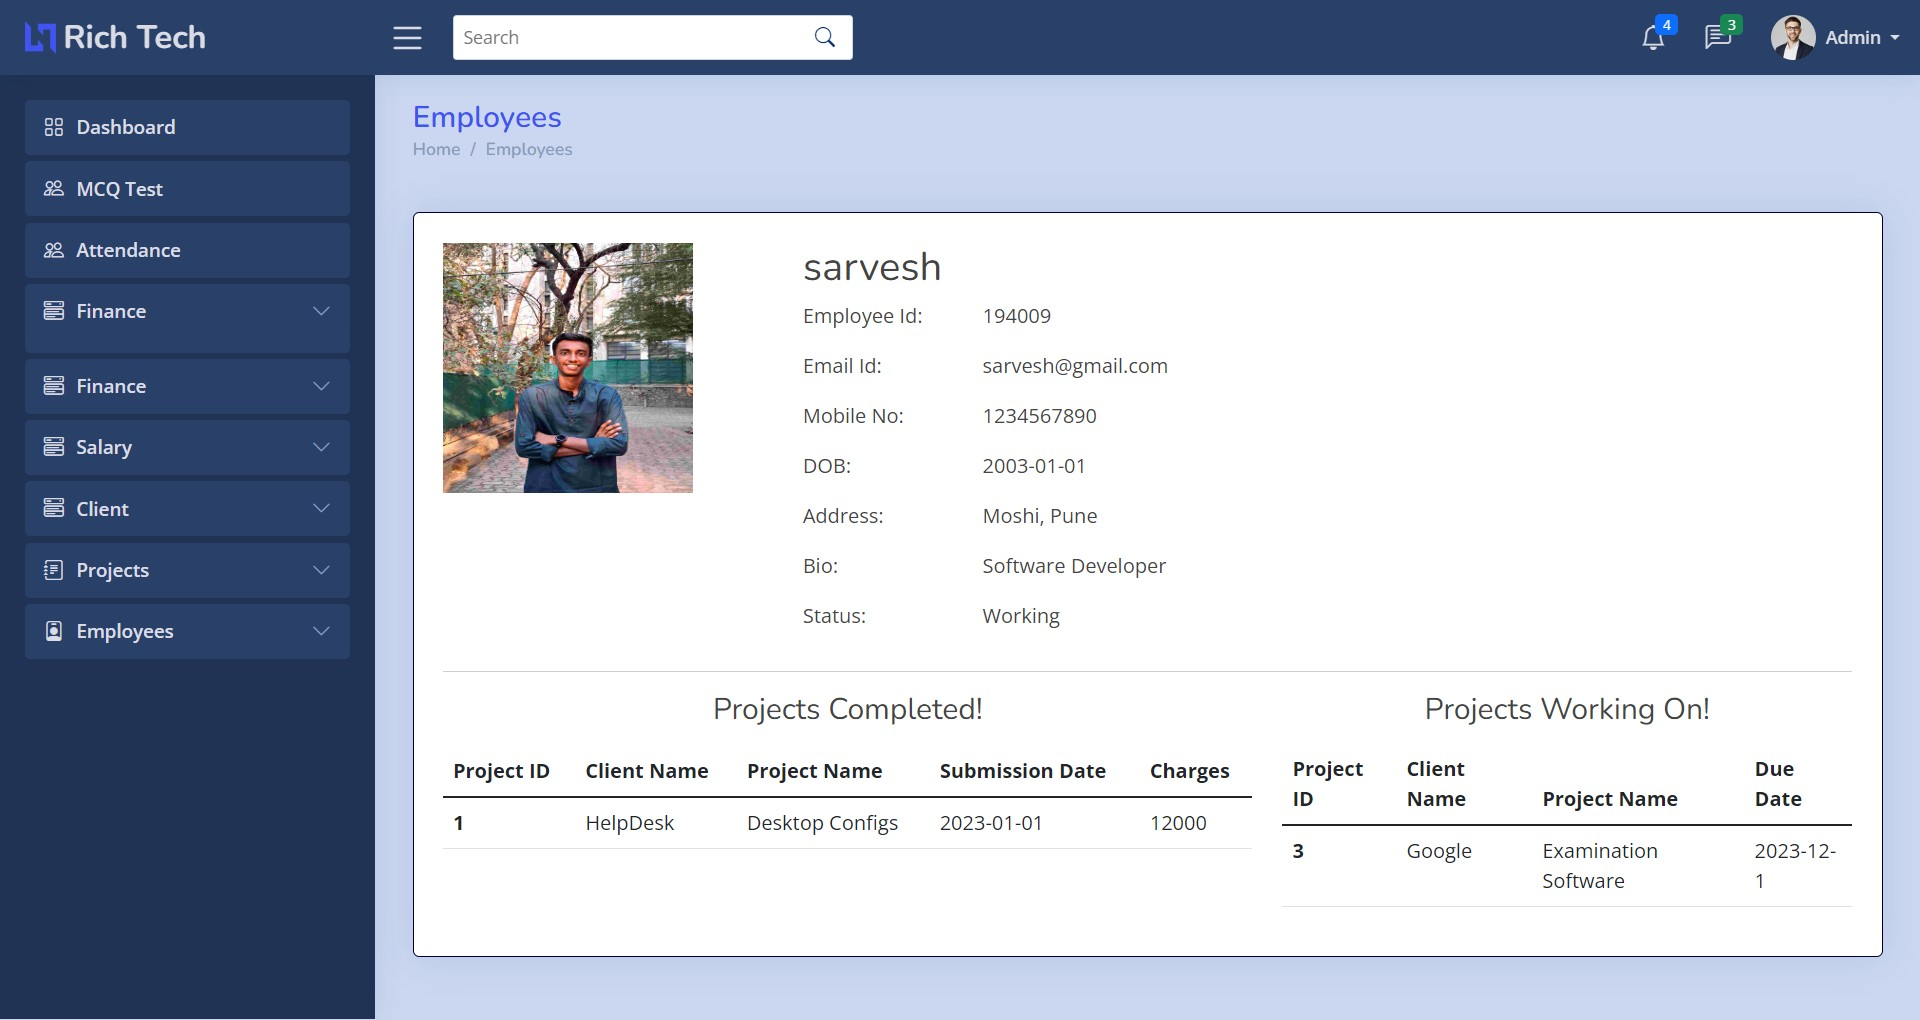 Rich Tech
Search
4
3
Admin
Dashboard
MCQ Test
Attendance
Finance
Finance
Salary
Client
Projects
Employees
Employees
Home / Employees
sarvesh
Employee Id: 194009
Email Id: sarvesh@gmail.com
Mobile No: 1234567890
DOB: 2003-01-01
Address: Moshi, Pune
Bio: Software Developer
Status: Working
Projects Completed!
Project ID Client Name Project Name Submission Date Charges
1 HelpDesk Desktop Configs 2023-01-01 12000
Projects Working On!
Project Client Due
ID Name Project Name Date
3 Google Examination 2023-12-
Software 1